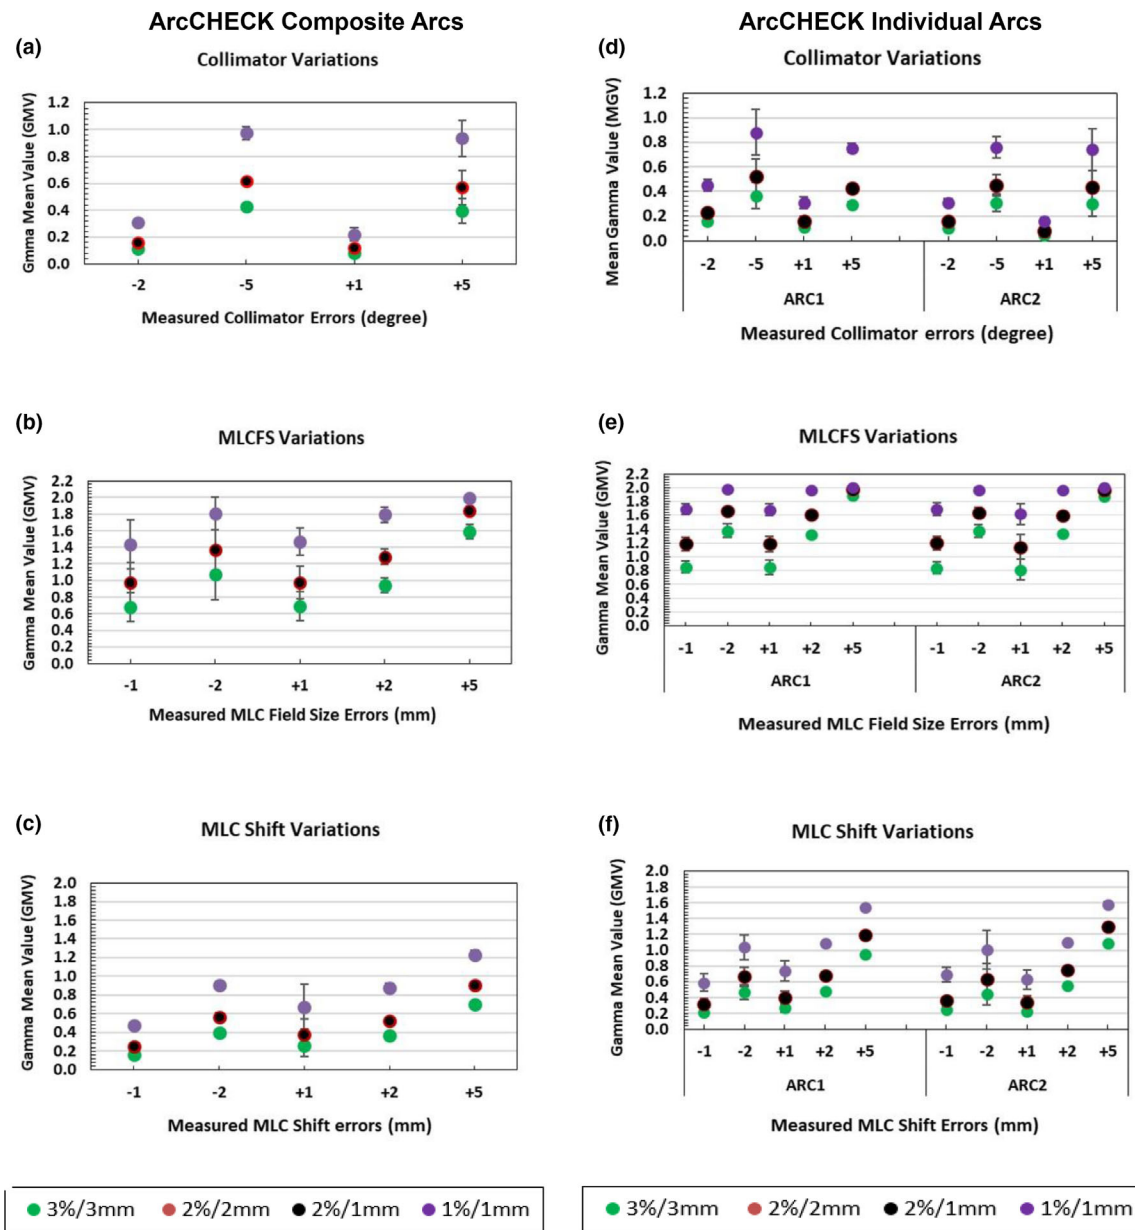 ArcCHECK Composite Arcs
(a)
Collimator Variations
Gmma Mean Value (GMV)
1.2
1.0
0.8
0.6
0.4
0.2
0.0
-2 -5 +1 +5
Measured Collimator Errors (degree)
(b)
MLCFS Variations
Gamma Mean Value (GMV)
2.2
2.0
1.8
1.6
1.4
1.2
1.0
0.8
0.6
0.4
0.2
0.0
-1 -2 +1 +2 +5
Measured MLC Field Size Errors (mm)
(c)
MLC Shift Variations
Gamma Mean Value (GMV)
2.0
1.8
1.6
1.4
1.2
1.0
0.8
0.6
0.4
0.2
0.0
-1 -2 +1 +2 +5
Measured MLC Shift errors (mm)
3%/3mm 2%/2mm 2%/1mm 1%/1mm
ArcCHECK Individual Arcs
(d)
Collimator Variations
Mean Gamma Value (MGV)
1.2
1.0
0.8
0.6
0.4
0.2
0.0
-2 -5 +1 +5 -2 -5 +1 +5
ARC1 ARC2
Measured Collimator errors (degree)
(e)
MLCFS Variations
Gamma Mean Value (GMV)
2.2
2.0
1.8
1.6
1.4
1.2
1.0
0.8
0.6
0.4
0.2
0.0
-1 -2 +1 +2 +5 -1 -2 +1 +2 +5
ARC1 ARC2
Measured MLC Field Size Errors (mm)
(f)
MLC Shift Variations
Gamma Mean Value (GMV)
2.0
1.8
1.6
1.4
1.2
1.0
0.8
0.6
0.4
0.2
0.0
-1 -2 +1 +2 +5 -1 -2 +1 +2 +5
ARC1 ARC2
Measured MLC Shift Errors (mm)
3%/3mm 2%/2mm 2%/1mm 1%/1mm